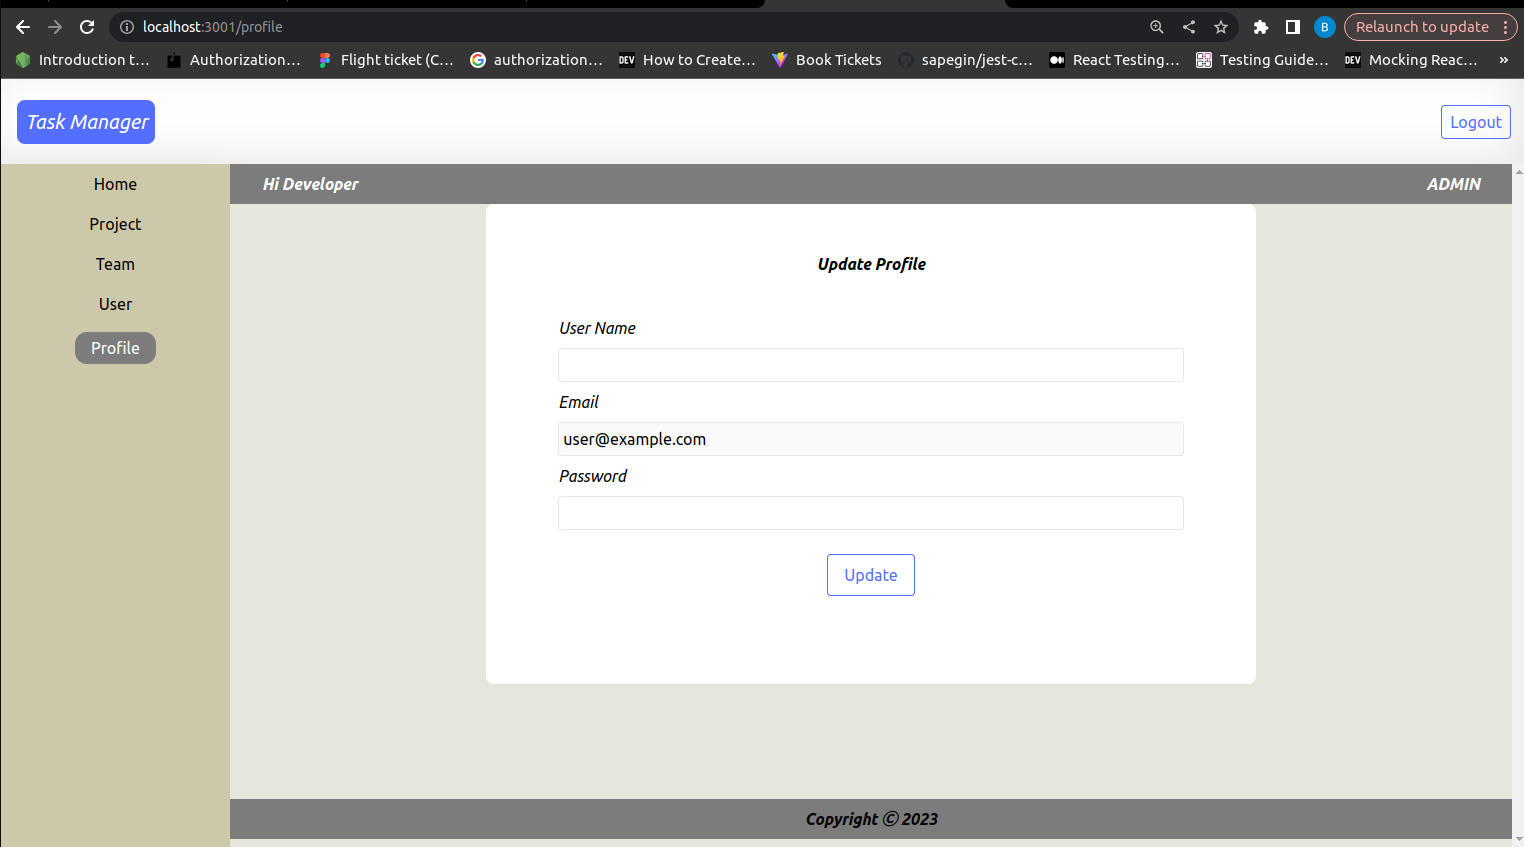 localhost:3001/profile
B
Relaunch to update
Introduction t...
Authorization...
Flight ticket (C...
authorization...
DEV How to Create...
Book Tickets
sapegin/jest-c...
React Testing...
Testing Guide...
DEV Mocking Reac...
»
Task Manager
Logout
Home
Project
Team
User
Profile
Hi Developer
ADMIN
Update Profile
User Name
Email
user@example.com
Password
Update
Copyright © 2023